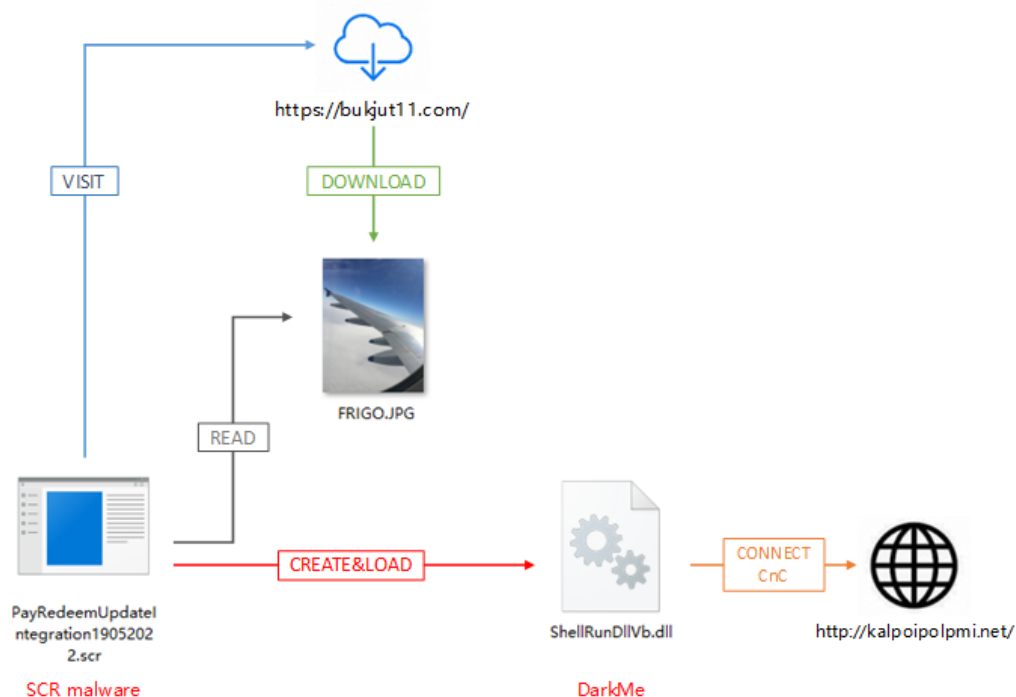 https://bukjut11.com/
VISIT
DOWNLOAD
FRIGO.JPG
READ
CREATE&LOAD
CONNECT
CnC
PayRedeemUpdateI
ntegration1905202
2.scr
ShellRunDllVb.dll
http://kalpoipolpmi.net/
SCR malware
DarkMe